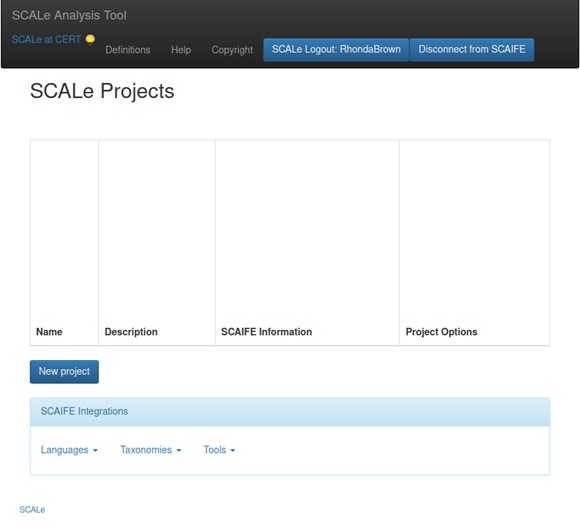 SCALe Analysis Tool
SCALe at CERT Definitions Help Copyright SCALe Logout: RhondaBrown Disconnect from SCAIFE
SCALe Projects
Name Description SCAIFE Information Project Options
New project
SCAIFE Integrations
Languages Taxonomies Tools
SCALe